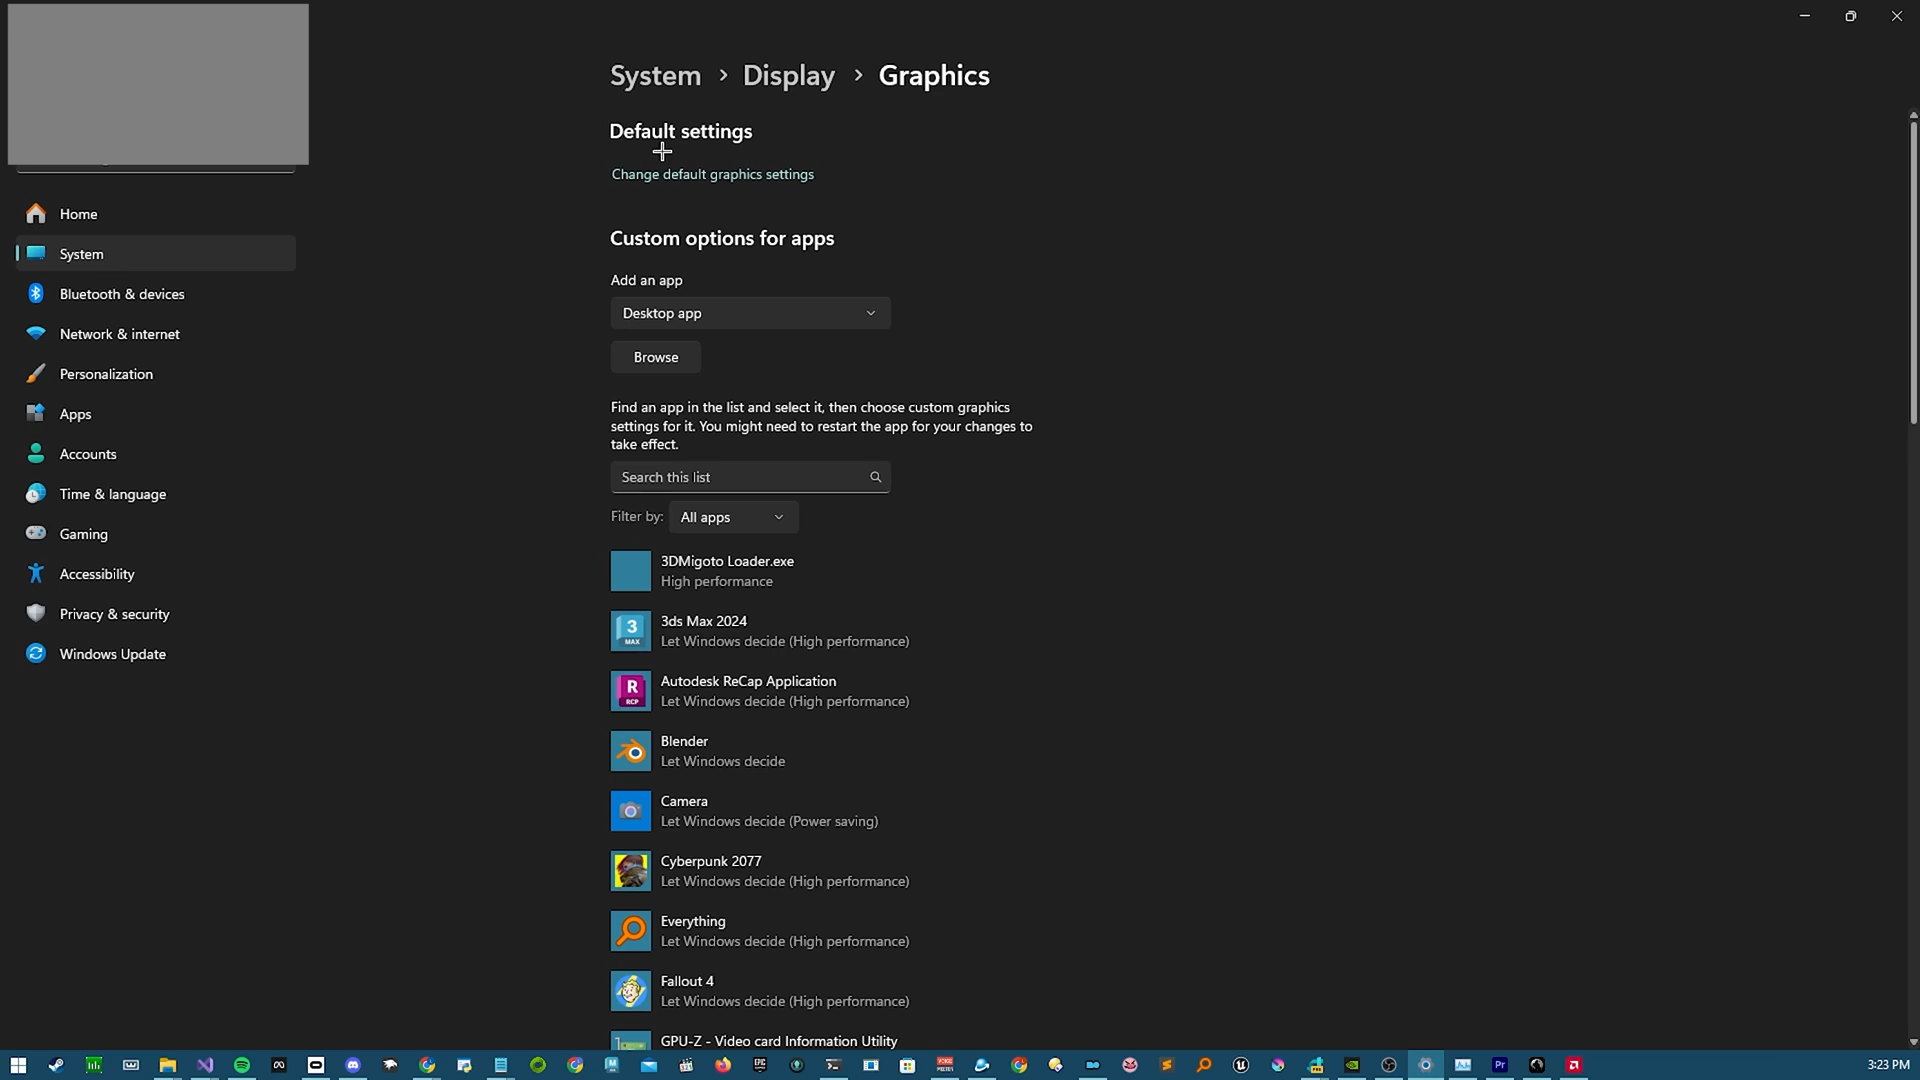 System > Display > Graphics
Default settings
Change default graphics settings
Custom options for apps
Add an app
Desktop app
Browse
Find an app in the list and select it, then choose custom graphics
settings for it. You might need to restart the app for your changes to
take effect.
Search this list
Filter by: All apps
3DMigoto Loader.exe
High performance
3ds Max 2024
Let Windows decide (High performance)
Autodesk ReCap Application
Let Windows decide (High performance)
Blender
Let Windows decide
Camera
Let Windows decide (Power saving)
Cyberpunk 2077
Let Windows decide (High performance)
Everything
Let Windows decide (High performance)
Fallout 4
Let Windows decide (High performance)
GPU-Z - Video card Information Utility
Home
System
Bluetooth & devices
Network & internet
Personalization
Apps
Accounts
Time & language
Gaming
Accessibility
Privacy & security
Windows Update
3
MAX
R
RCP
Pr
3:23 PM